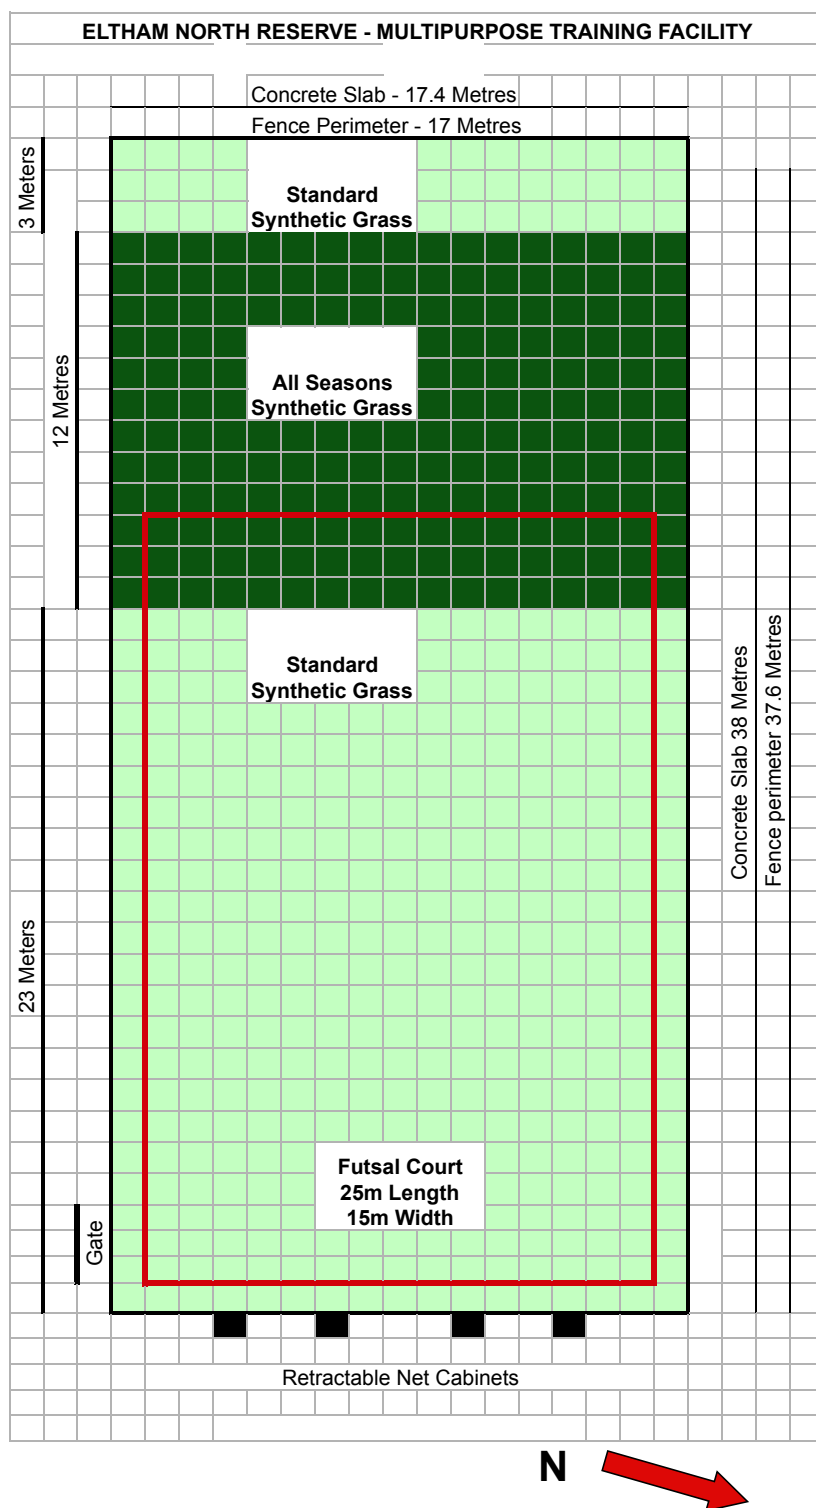 ELTHAM NORTH RESERVE - MULTIPURPOSE TRAINING FACILITY
Concrete Slab - 17.4 Metres
Fence Perimeter - 17 Metres
3 Meters
Standard
Synthetic Grass
12 Metres
All Seasons
Synthetic Grass
Standard
Synthetic Grass
Concrete Slab 38 Metres
Fence perimeter 37.6 Metres
23 Meters
Futsal Court
25m Length
15m Width
Gate
Retractable Net Cabinets
N